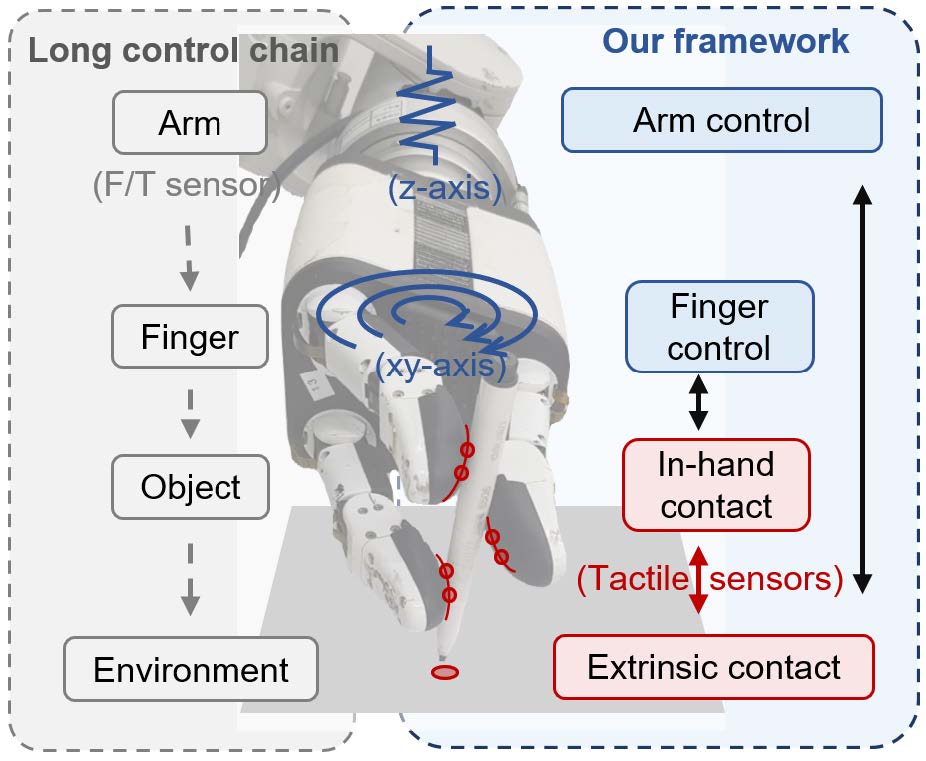 Long control chain
Our framework
Arm
(F/T sensor)
Finger
Object
Environment
(z-axis)
(xy-axis)
Arm control
Finger
control
In-hand
contact
(Tactile sensors)
Extrinsic contact